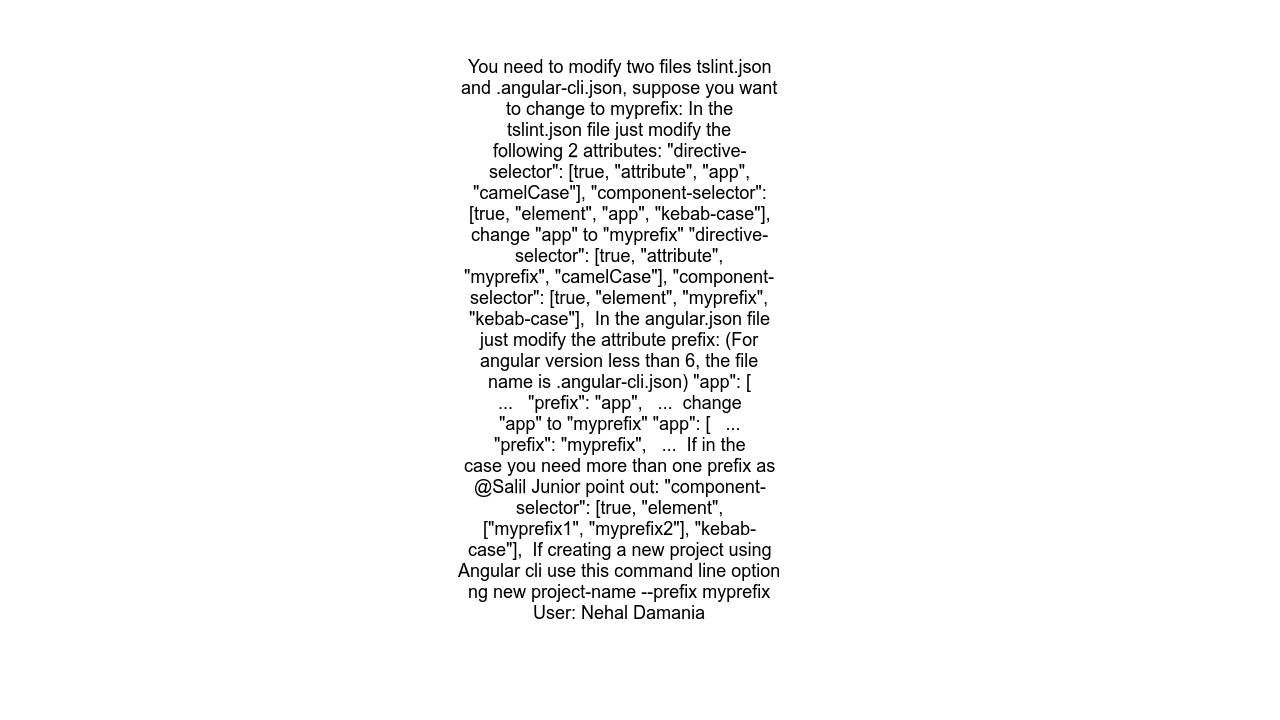 You need to modify two files tslint.json
and .angular-cli.json, suppose you want
to change to myprefix: In the
tslint.json file just modify the
following 2 attributes: "directive-
selector": [true, "attribute", "app",
"camelCase"], "component-selector":
[true, "element", "app", "kebab-case"],
change "app" to "myprefix" "directive-
selector": [true, "attribute",
"myprefix", "camelCase"], "component-
selector": [true, "element", "myprefix",
"kebab-case"],  In the angular.json file
just modify the attribute prefix: (For
angular version less than 6, the file
name is .angular-cli.json) "app": [
...   "prefix": "app",   ...  change
"app" to "myprefix" "app": [   ...
"prefix": "myprefix",   ...  If in the
case you need more than one prefix as
@Salil Junior point out: "component-
selector": [true, "element",
["myprefix1", "myprefix2"], "kebab-
case"],  If creating a new project using
Angular cli use this command line option
ng new project-name --prefix myprefix
User: Nehal Damania